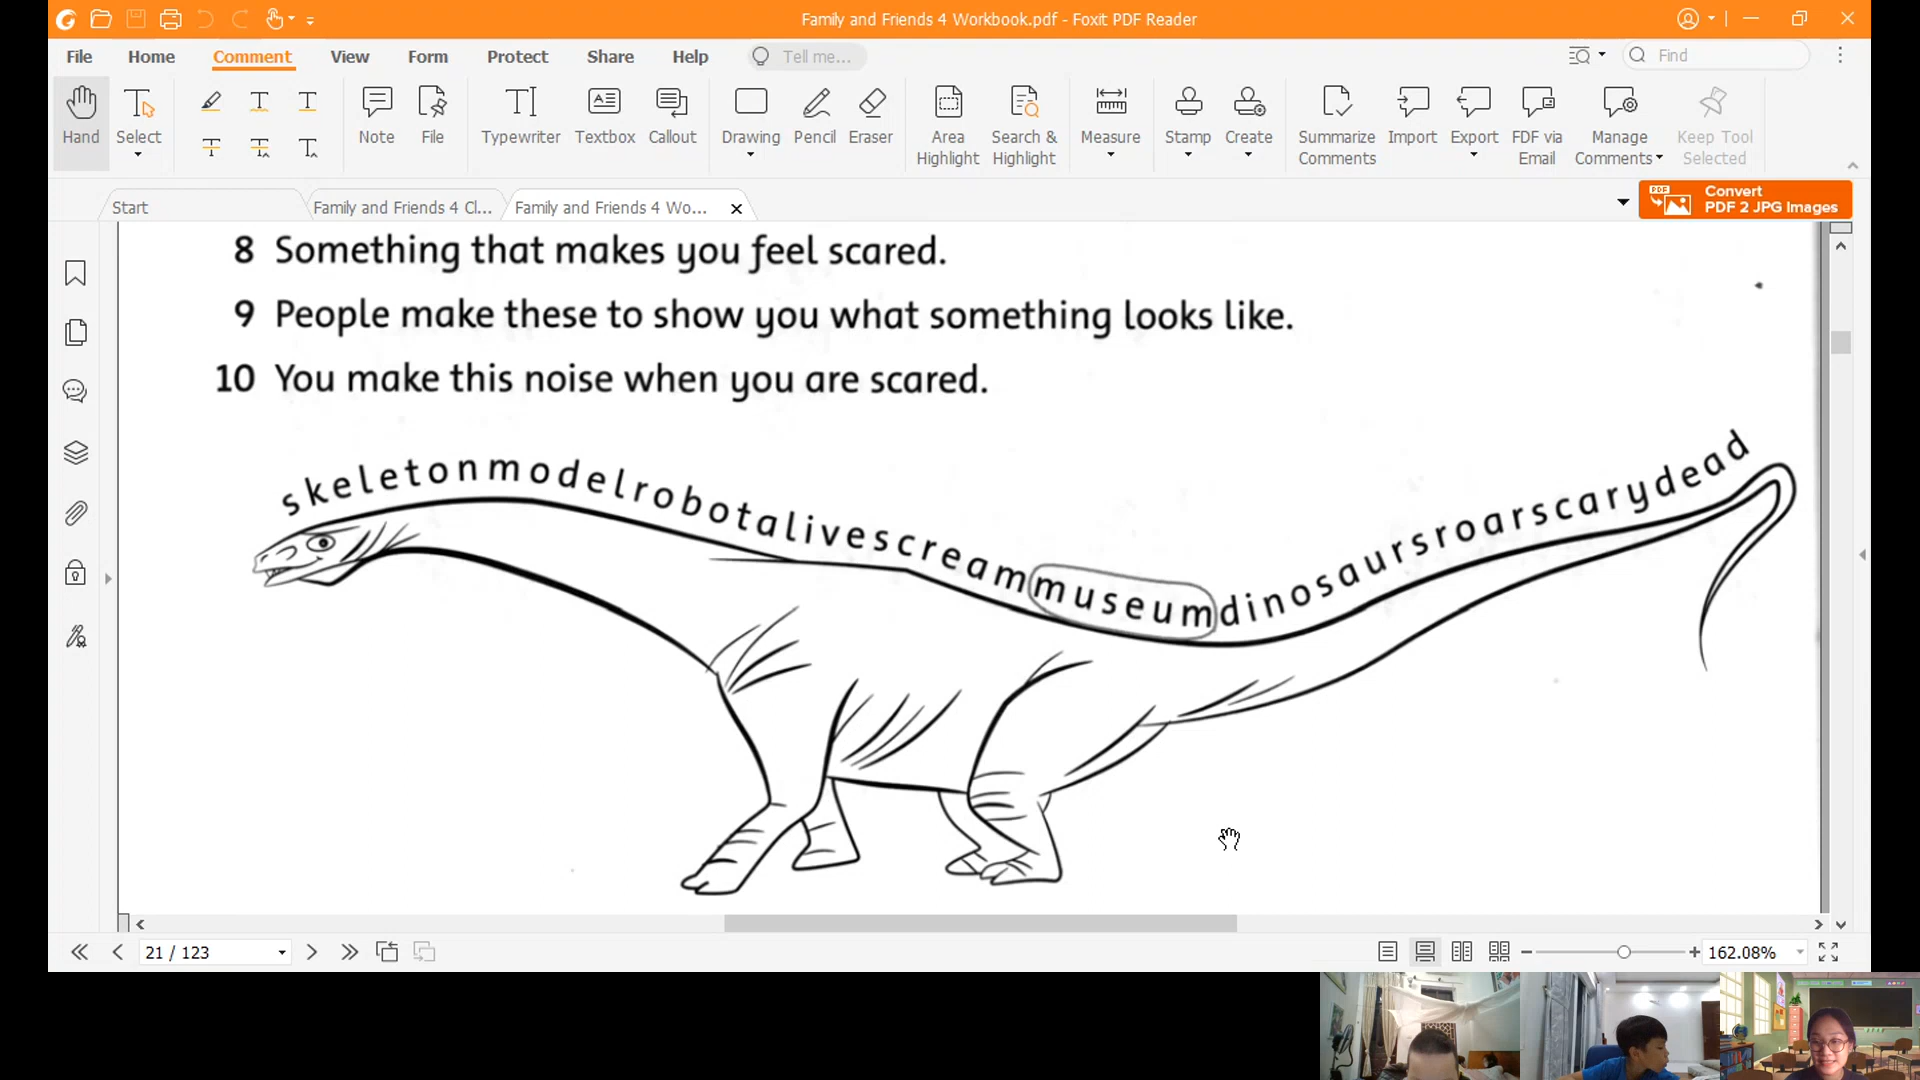 Family and Friends 4 Workbook.pdf - Foxit PDF Reader
File Home Comment View Form Protect Share Help Tell me... Find
Hand Select Note File Typewriter Textbox Callout Drawing Pencil Eraser Area Highlight Search & Highlight Measure Stamp Create Summarize Comments Import Export PDF via Email Manage Comments Keep Tool Selected
Start Family and Friends 4 Cl... Family and Friends 4 Wo... PDF Convert PDF 2 JPG Images
8 Something that makes you feel scared.
9 People make these to show you what something looks like.
10 You make this noise when you are scared.
skeletonmodelrobotalivescreammuseumdinosaursroarscarydead
21 / 123 162.08%